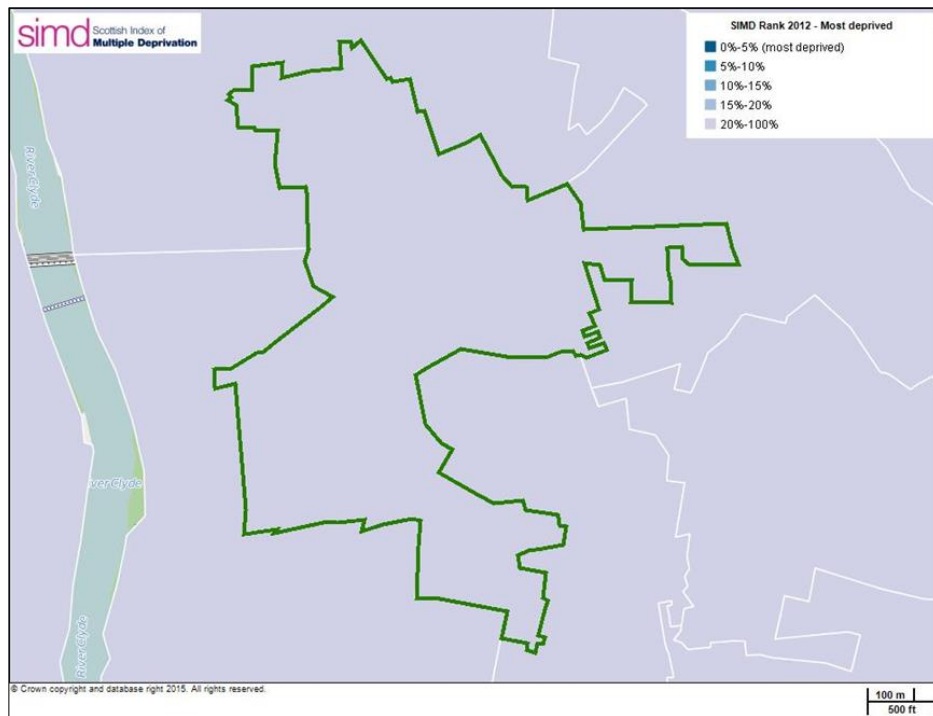 simd Scottish Index of
Multiple Deprivation
SIMD Rank 2012 - Most deprived
0%-5% (most deprived)
5%-10%
10%-15%
15%-20%
20%-100%
River Clyde
ver Clyde
River Clyde
© Crown copyright and database right 2015. All rights reserved.
100 m
500 ft